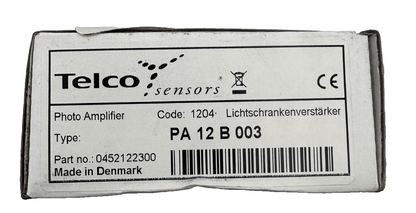 Telco
sensors
CE
Photo Amplifier Code: 1204 Lichtschrankenverstärker
Type: PA 12 B 003
Part no.: 0452122300
Made in Denmark